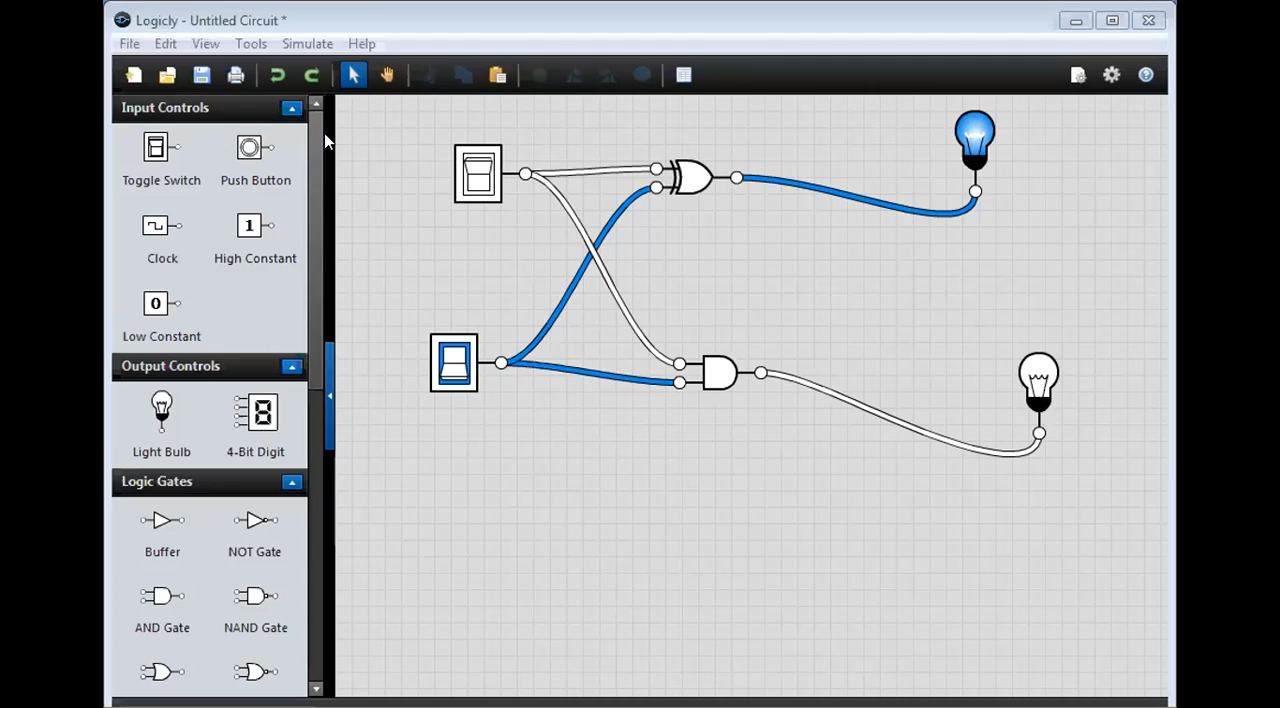 Logicly - Untitled Circuit *
File Edit View Tools Simulate Help
Input Controls
Toggle Switch Push Button
Clock 1 High Constant
0
Low Constant
Output Controls
8
Light Bulb 4-Bit Digit
Logic Gates
Buffer NOT Gate
AND Gate NAND Gate